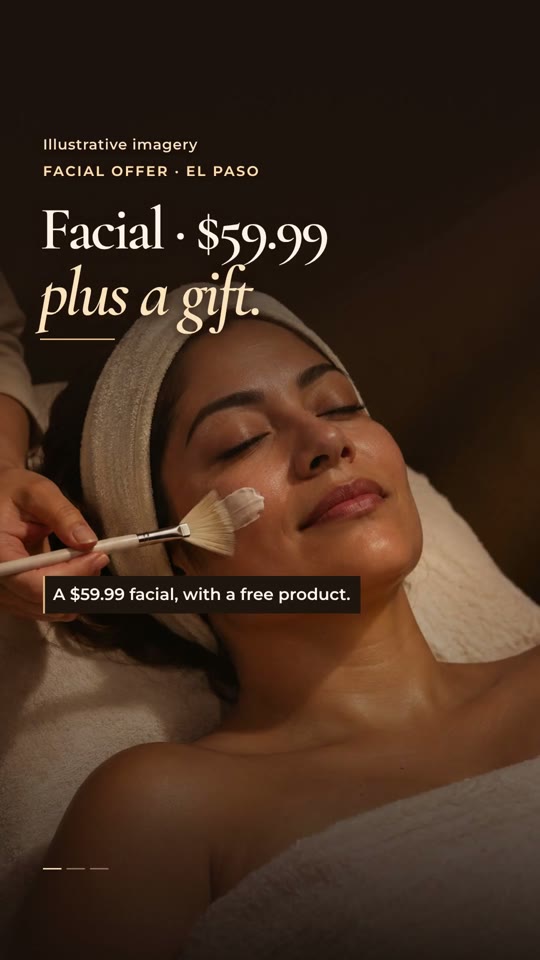 Illustrative imagery
FACIAL OFFER · EL PASO
Facial · $59.99
plus a gift.
A $59.99 facial, with a free product.